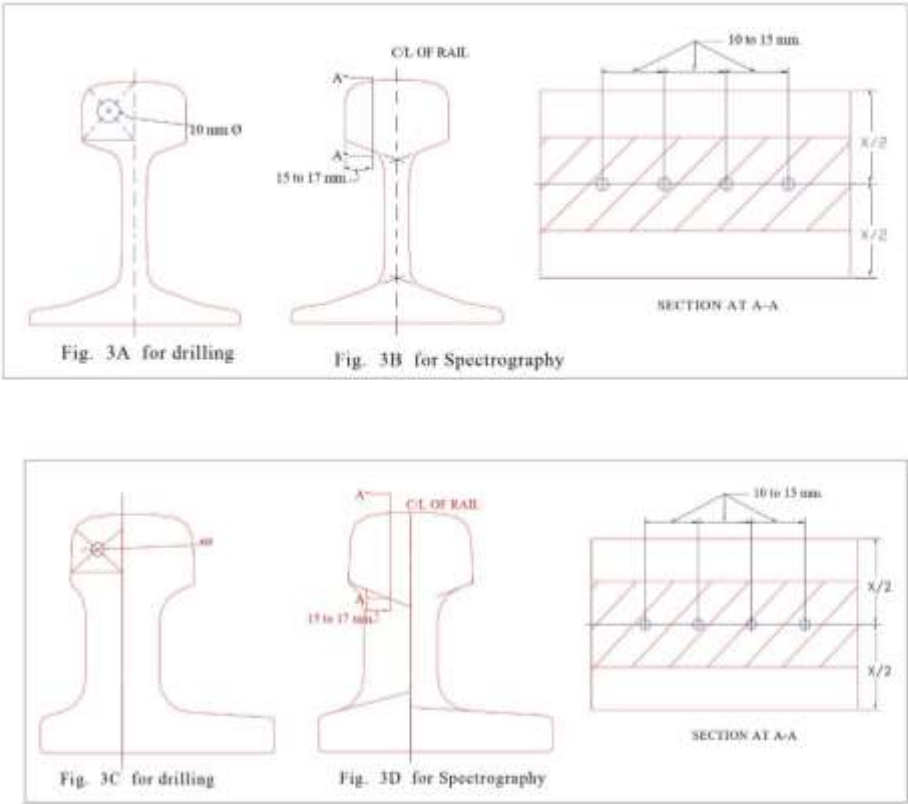 C/L OF RAIL
10 to 15 mm.
A
10 mm Ø
A
15 to 17 mm.
X/2
X/2
SECTION AT A-A
Fig. 3A for drilling
Fig. 3B for Spectrography
10 to 15 mm.
A
C/L OF RAIL
A
15 to 17 mm.
X/2
X/2
SECTION AT A-A
Fig. 3C for drilling
Fig. 3D for Spectrography